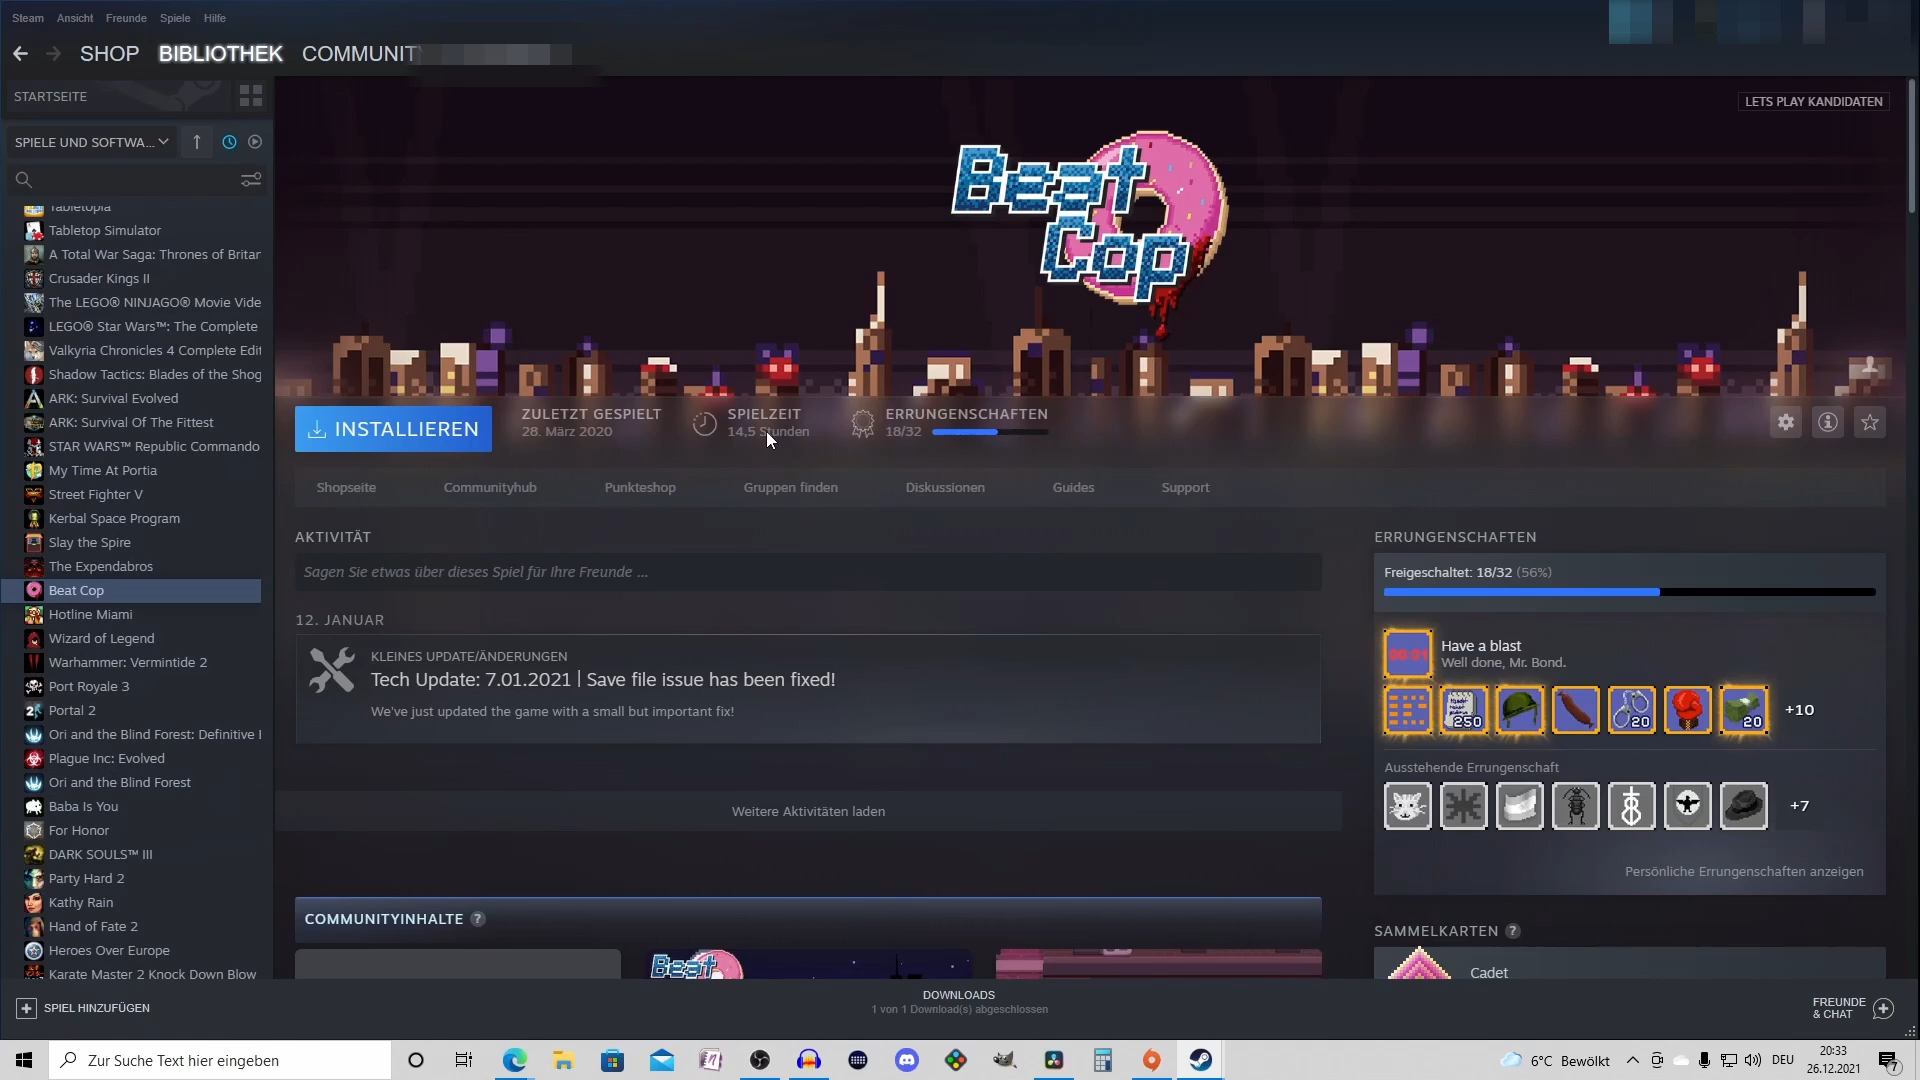 Steam Ansicht Freunde Spiele Hilfe
SHOP BIBLIOTHEK COMMUNITY
STARTSEITE
LETS PLAY KANDIDATEN
SPIELE UND SOFTWA...
Tabletopia
Tabletop Simulator
A Total War Saga: Thrones of Britan
Crusader Kings II
The LEGO® NINJAGO® Movie Vide
LEGO® Star Wars™: The Complete
Valkyria Chronicles 4 Complete Edit
Shadow Tactics: Blades of the Shog
ARK: Survival Evolved
ARK: Survival Of The Fittest
STAR WARS™ Republic Commando
My Time At Portia
Street Fighter V
Kerbal Space Program
Slay the Spire
The Expendabros
Beat Cop
Hotline Miami
Wizard of Legend
Warhammer: Vermintide 2
Port Royale 3
Portal 2
Ori and the Blind Forest: Definitive
Plague Inc: Evolved
Ori and the Blind Forest
Baba Is You
For Honor
DARK SOULS™ III
Party Hard 2
Kathy Rain
Hand of Fate 2
Heroes Over Europe
Karate Master 2 Knock Down Blow
Beat
Cop
INSTALLIEREN
ZULETZT GESPIELT
28. März 2020
SPIELZEIT
14,5 Stunden
ERRUNGENSCHAFTEN
18/32
Shopseite Communityhub Punkteshop Gruppen finden Diskussionen Guides Support
AKTIVITÄT
Sagen Sie etwas über dieses Spiel für Ihre Freunde ...
12. JANUAR
KLEINES UPDATE/ÄNDERUNGEN
Tech Update: 7.01.2021 | Save file issue has been fixed!
We've just updated the game with a small but important fix!
Weitere Aktivitäten laden
COMMUNITYINHALTE ?
Beat
ERRUNGENSCHAFTEN
Freigeschaltet: 18/32 (56%)
00:01
Have a blast
Well done, Mr. Bond.
250 20 20 +10
Ausstehende Errungenschaft
+7
Persönliche Errungenschaften anzeigen
SAMMELKARTEN ?
Cadet
SPIEL HINZUFÜGEN
DOWNLOADS
1 von 1 Download(s) abgeschlossen
FREUNDE
& CHAT
Zur Suche Text hier eingeben
6°C Bewölkt
DEU
20:33
26.12.2021
7